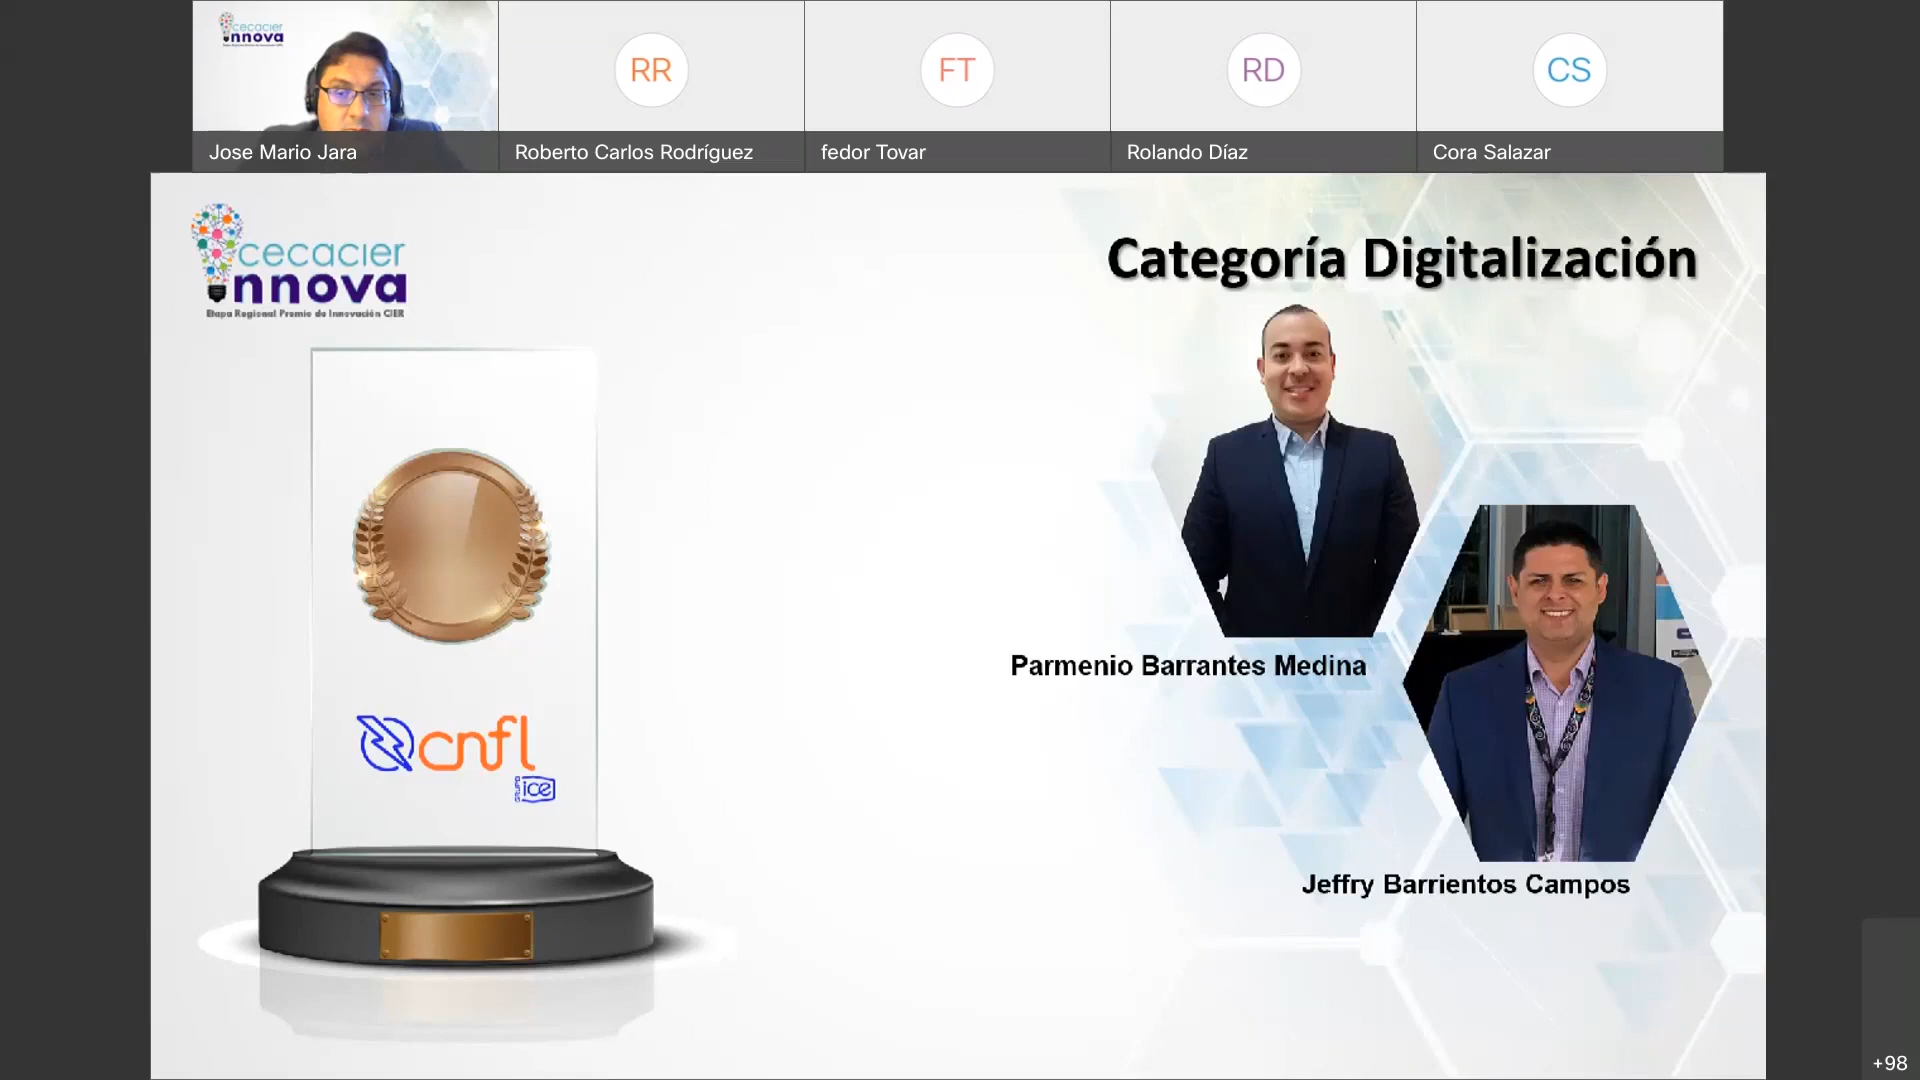 cecacier
nnova
RR
FT
RD
CS
Jose Mario Jara
Roberto Carlos Rodríguez
fedor Tovar
Rolando Díaz
Cora Salazar
cecacier
nnova
Etapa Regional Premio de Innovación CIER
Categoría Digitalización
Parmenio Barrantes Medina
cnfl
GRUPO ice
Jeffry Barrientos Campos
+98